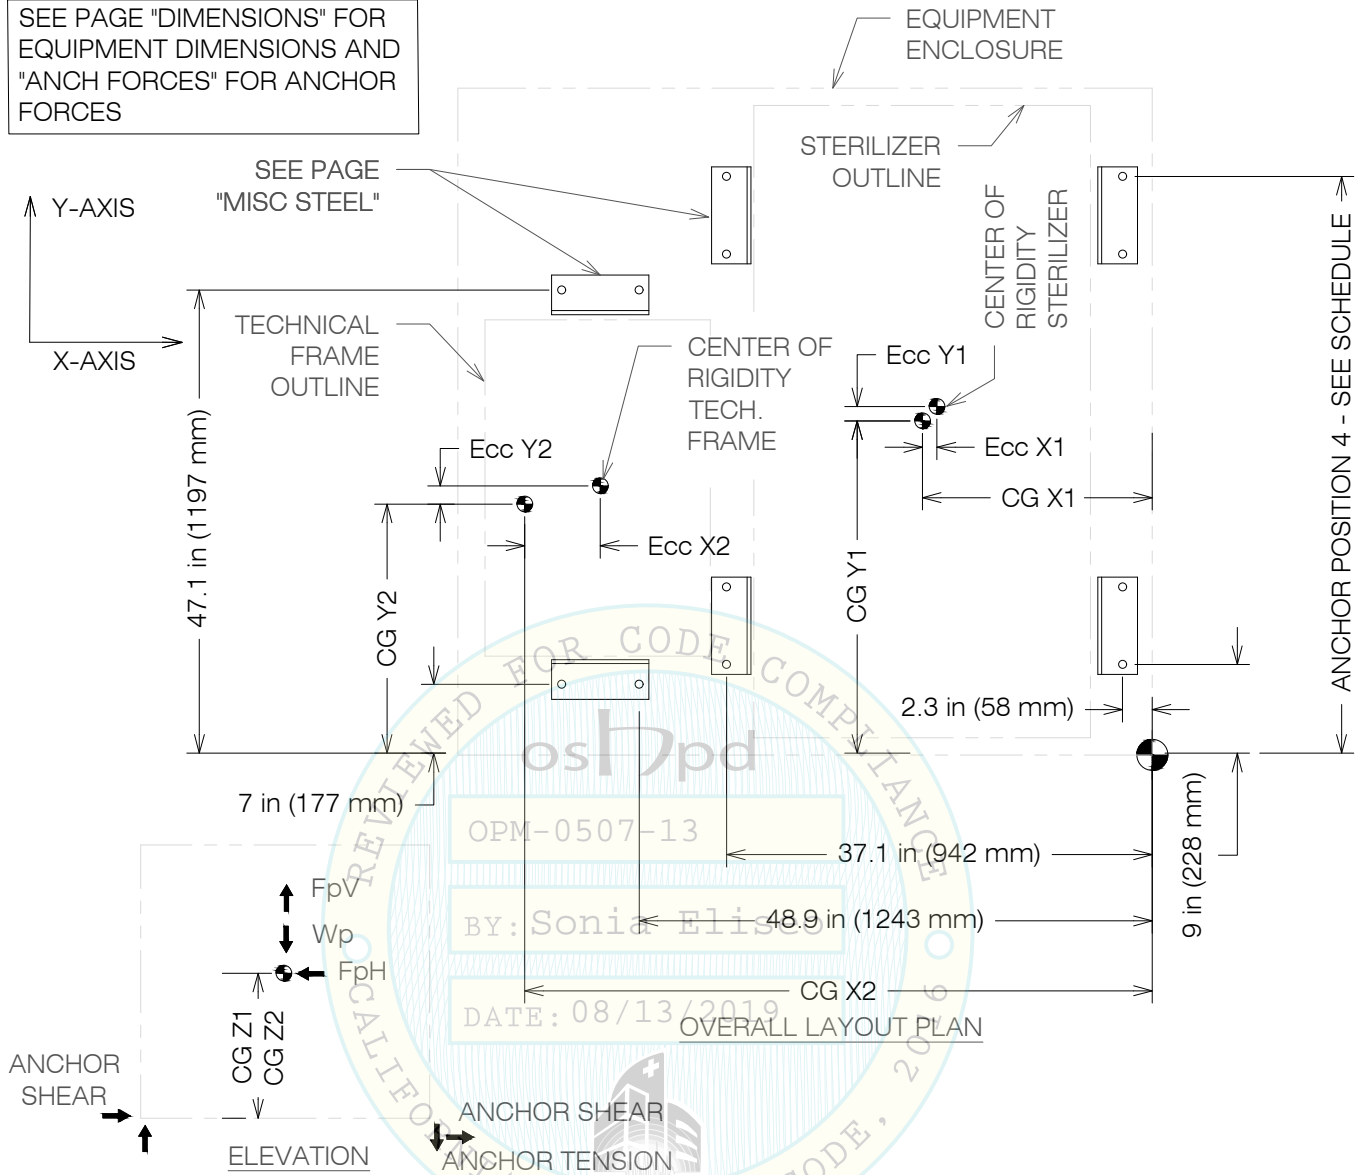 SEE PAGE "DIMENSIONS" FOR
EQUIPMENT DIMENSIONS AND
"ANCH FORCES" FOR ANCHOR
FORCES
EQUIPMENT
ENCLOSURE
SEE PAGE
"MISC STEEL"
STERILIZER
OUTLINE
Y-AXIS
X-AXIS
CENTER OF
RIGIDITY
STERILIZER
TECHNICAL
FRAME
OUTLINE
CENTER OF
RIGIDITY
TECH.
FRAME
Ecc Y1
Ecc X1
CG X1
Ecc Y2
Ecc X2
47.1 in (1197 mm)
CG Y2
CG Y1
ANCHOR POSITION 4 - SEE SCHEDULE
2.3 in (58 mm)
7 in (177 mm)
9 in (228 mm)
37.1 in (942 mm)
48.9 in (1243 mm)
CG X2
OVERALL LAYOUT PLAN
REVIEWED FOR CODE COMPLIANCE
oshpd
OPM-0507-13
BY: Sonia Eliseo
DATE: 08/13/2019
CODE, 2016
FpV
Wp
FpH
CG Z1
CG Z2
ANCHOR
SHEAR
ANCHOR SHEAR
ANCHOR TENSION
ELEVATION